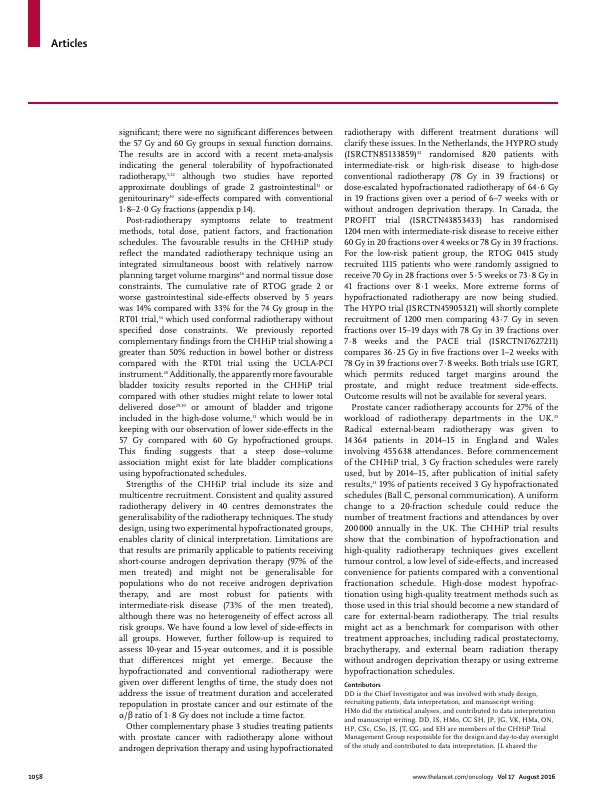 Articles
significant; there were no significant differences between
the 57 Gy and 60 Gy groups in sexual function domains.
The results are in accord with a recent meta-analysis
indicating the general tolerability of hypofractionated
radiotherapy, although two studies have reported
approximate doublings of grade 2 gastrointestinal or
genitourinary side-effects compared with conventional
1·8–2·0 Gy fractions (appendix p 14).
Post-radiotherapy symptoms relate to treatment
methods, total dose, patient factors, and fractionation
schedules. The favourable results in the CHHiP study
reflect the mandated radiotherapy technique using an
integrated simultaneous boost with relatively narrow
planning target volume margins and normal tissue dose
constraints. The cumulative rate of RTOG grade 2 or
worse gastrointestinal side-effects observed by 5 years
was 14% compared with 33% for the 74 Gy group in the
RT01 trial, which used conformal radiotherapy without
specified dose constraints. We previously reported
complementary findings from the CHHiP trial showing a
greater than 50% reduction in bowel bother or distress
compared with the RT01 trial using the UCLA-PCI
instrument. Additionally, the apparently more favourable
bladder toxicity results reported in the CHHiP trial
compared with other studies might relate to lower total
delivered dose or amount of bladder and trigone
included in the high-dose volume, which would be in
keeping with our observation of lower side-effects in the
57 Gy compared with 60 Gy hypofractioned groups.
This finding suggests that a steep dose–volume
association might exist for late bladder complications
using hypofractionated schedules.
Strengths of the CHHiP trial include its size and
multicentre recruitment. Consistent and quality assured
radiotherapy delivery in 40 centres demonstrates the
generalisability of the radiotherapy techniques. The study
design, using two experimental hypofractionated groups,
enables clarity of clinical interpretation. Limitations are
that results are primarily applicable to patients receiving
short-course androgen deprivation therapy (97% of the
men treated) and might not be generalisable for
populations who do not receive androgen deprivation
therapy, and are most robust for patients with
intermediate-risk disease (73% of the men treated),
although there was no heterogeneity of effect across all
risk groups. We have found a low level of side-effects in
all groups. However, further follow-up is required to
assess 10-year and 15-year outcomes, and it is possible
that differences might yet emerge. Because the
hypofractionated and conventional radiotherapy were
given over different lengths of time, the study does not
address the issue of treatment duration and accelerated
repopulation in prostate cancer and our estimate of the
α/β ratio of 1·8 Gy does not include a time factor.
Other complementary phase 3 studies treating patients
with prostate cancer with radiotherapy alone without
androgen deprivation therapy and using hypofractionated
radiotherapy with different treatment durations will
clarify these issues. In the Netherlands, the HYPRO study
(ISRCTN85133859) randomised 820 patients with
intermediate-risk or high-risk disease to high-dose
conventional radiotherapy (78 Gy in 39 fractions) or
dose-escalated hypofractionated radiotherapy of 64·6 Gy
in 19 fractions given over a period of 6–7 weeks with or
without androgen deprivation therapy. In Canada, the
PROFIT trial (ISRCTN43853433) has randomised
1204 men with intermediate-risk disease to receive either
60 Gy in 20 fractions over 4 weeks or 78 Gy in 39 fractions.
For the low-risk patient group, the RTOG 0415 study
recruited 1115 patients who were randomly assigned to
receive 70 Gy in 28 fractions over 5·5 weeks or 73·8 Gy in
41 fractions over 8·1 weeks. More extreme forms of
hypofractionated radiotherapy are now being studied.
The HYPO trial (ISRCTN45905321) will shortly complete
recruitment of 1200 men comparing 43·7 Gy in seven
fractions over 15–19 days with 78 Gy in 39 fractions over
7·8 weeks and the PACE trial (ISRCTN17627211)
compares 36·25 Gy in five fractions over 1–2 weeks with
78 Gy in 39 fractions over 7·8 weeks. Both trials use IGRT,
which permits reduced target margins around the
prostate, and might reduce treatment side-effects.
Outcome results will not be available for several years.
Prostate cancer radiotherapy accounts for 27% of the
workload of radiotherapy departments in the UK.
Radical external-beam radiotherapy was given to
14 364 patients in 2014–15 in England and Wales
involving 455 638 attendances. Before commencement
of the CHHiP trial, 3 Gy fraction schedules were rarely
used, but by 2014–15, after publication of initial safety
results, 19% of patients received 3 Gy hypofractionated
schedules (Ball C, personal communication). A uniform
change to a 20-fraction schedule could reduce the
number of treatment fractions and attendances by over
200 000 annually in the UK. The CHHiP trial results
show that the combination of hypofractionation and
high-quality radiotherapy techniques gives excellent
tumour control, a low level of side-effects, and increased
convenience for patients compared with a conventional
fractionation schedule. High-dose modest hypofrac-
tionation using high-quality treatment methods such as
those used in this trial should become a new standard of
care for external-beam radiotherapy. The trial results
might act as a benchmark for comparison with other
treatment approaches, including radical prostatectomy,
brachytherapy, and external beam radiation therapy
without androgen deprivation therapy or using extreme
hypofractionation schedules.
Contributors
DD is the Chief Investigator and was involved with study design,
recruiting patients, data interpretation, and manuscript writing.
HMo did the statistical analyses, and contributed to data interpretation
and manuscript writing. DD, IS, HMo, CC SH, JP, JG, VK, HMa, ON,
HP, CSc, CSo, JS, JT, CG, and EH are members of the CHHiP Trial
Management Group responsible for the design and day-to-day oversight
of the study and contributed to data interpretation. JL shared the
1058
www.thelancet.com/oncology Vol 17 August 2016